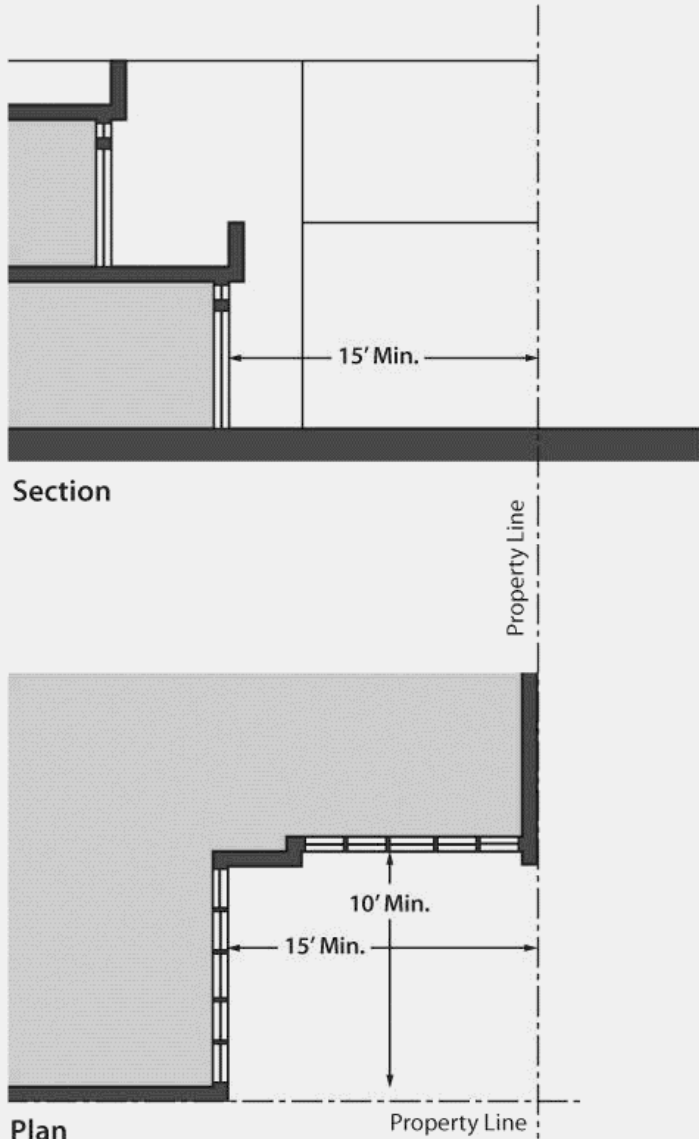 15' Min.
Section
Property Line
10' Min.
15' Min.
Property Line
Plan